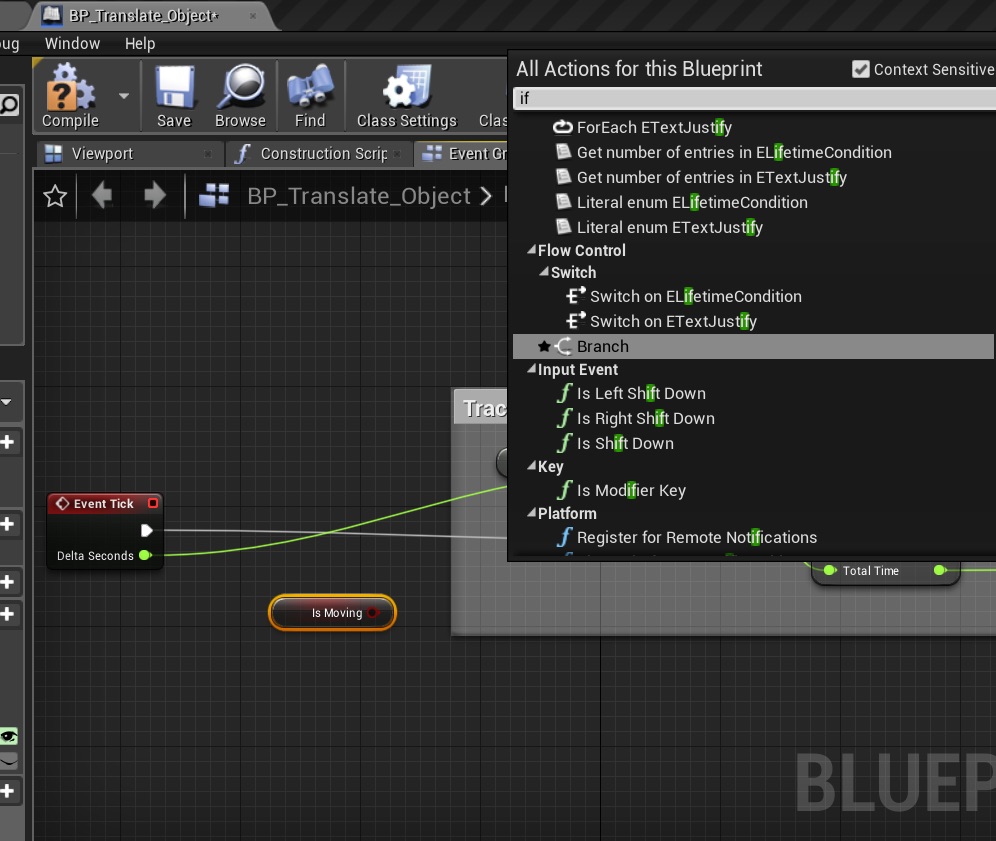 BP_Translate_Object*
ug Window Help
Compile Save Browse Find Class Settings Clas
Viewport Construction Scrip Event Gr
BP_Translate_Object
All Actions for this Blueprint Context Sensitive
if
ForEach ETextJustify
Get number of entries in ELifetimeCondition
Get number of entries in ETextJustify
Literal enum ELifetimeCondition
Literal enum ETextJustify
Flow Control
Switch
Switch on ELifetimeCondition
Switch on ETextJustify
Branch
Input Event
Is Left Shift Down
Is Right Shift Down
Is Shift Down
Key
Is Modifier Key
Platform
Register for Remote Notifications
Trac
Event Tick
Delta Seconds
Total Time
Is Moving
BLUEP